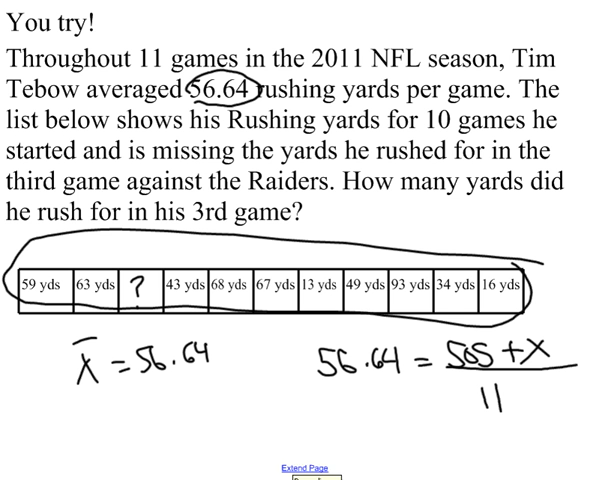 You try!
Throughout 11 games in the 2011 NFL season, Tim
Tebow averaged 56.64 rushing yards per game. The
list below shows his Rushing yards for 10 games he
started and is missing the yards he rushed for in the
third game against the Raiders. How many yards did
he rush for in his 3rd game?
59 yds 63 yds ? 43 yds 68 yds 67 yds 13 yds 49 yds 93 yds 34 yds 16 yds
x̄ = 56.64 56.64 = 505 + x
11
Extend Page